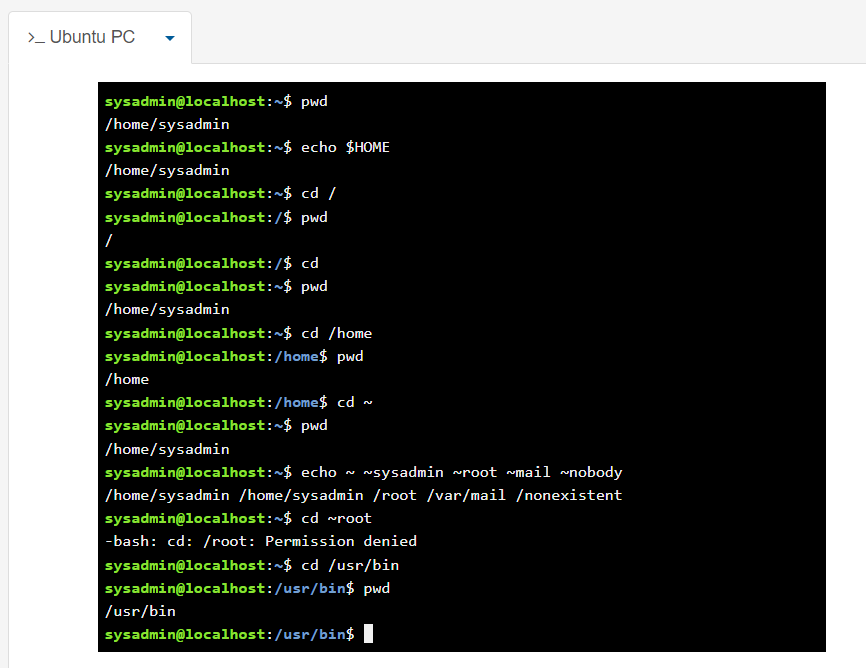 >_ Ubuntu PC
sysadmin@localhost:~$ pwd
/home/sysadmin
sysadmin@localhost:~$ echo $HOME
/home/sysadmin
sysadmin@localhost:~$ cd /
sysadmin@localhost:/$ pwd
/
sysadmin@localhost:/$ cd
sysadmin@localhost:~$ pwd
/home/sysadmin
sysadmin@localhost:~$ cd /home
sysadmin@localhost:/home$ pwd
/home
sysadmin@localhost:/home$ cd ~
sysadmin@localhost:~$ pwd
/home/sysadmin
sysadmin@localhost:~$ echo ~ ~sysadmin ~root ~mail ~nobody
/home/sysadmin /home/sysadmin /root /var/mail /nonexistent
sysadmin@localhost:~$ cd ~root
-bash: cd: /root: Permission denied
sysadmin@localhost:~$ cd /usr/bin
sysadmin@localhost:/usr/bin$ pwd
/usr/bin
sysadmin@localhost:/usr/bin$